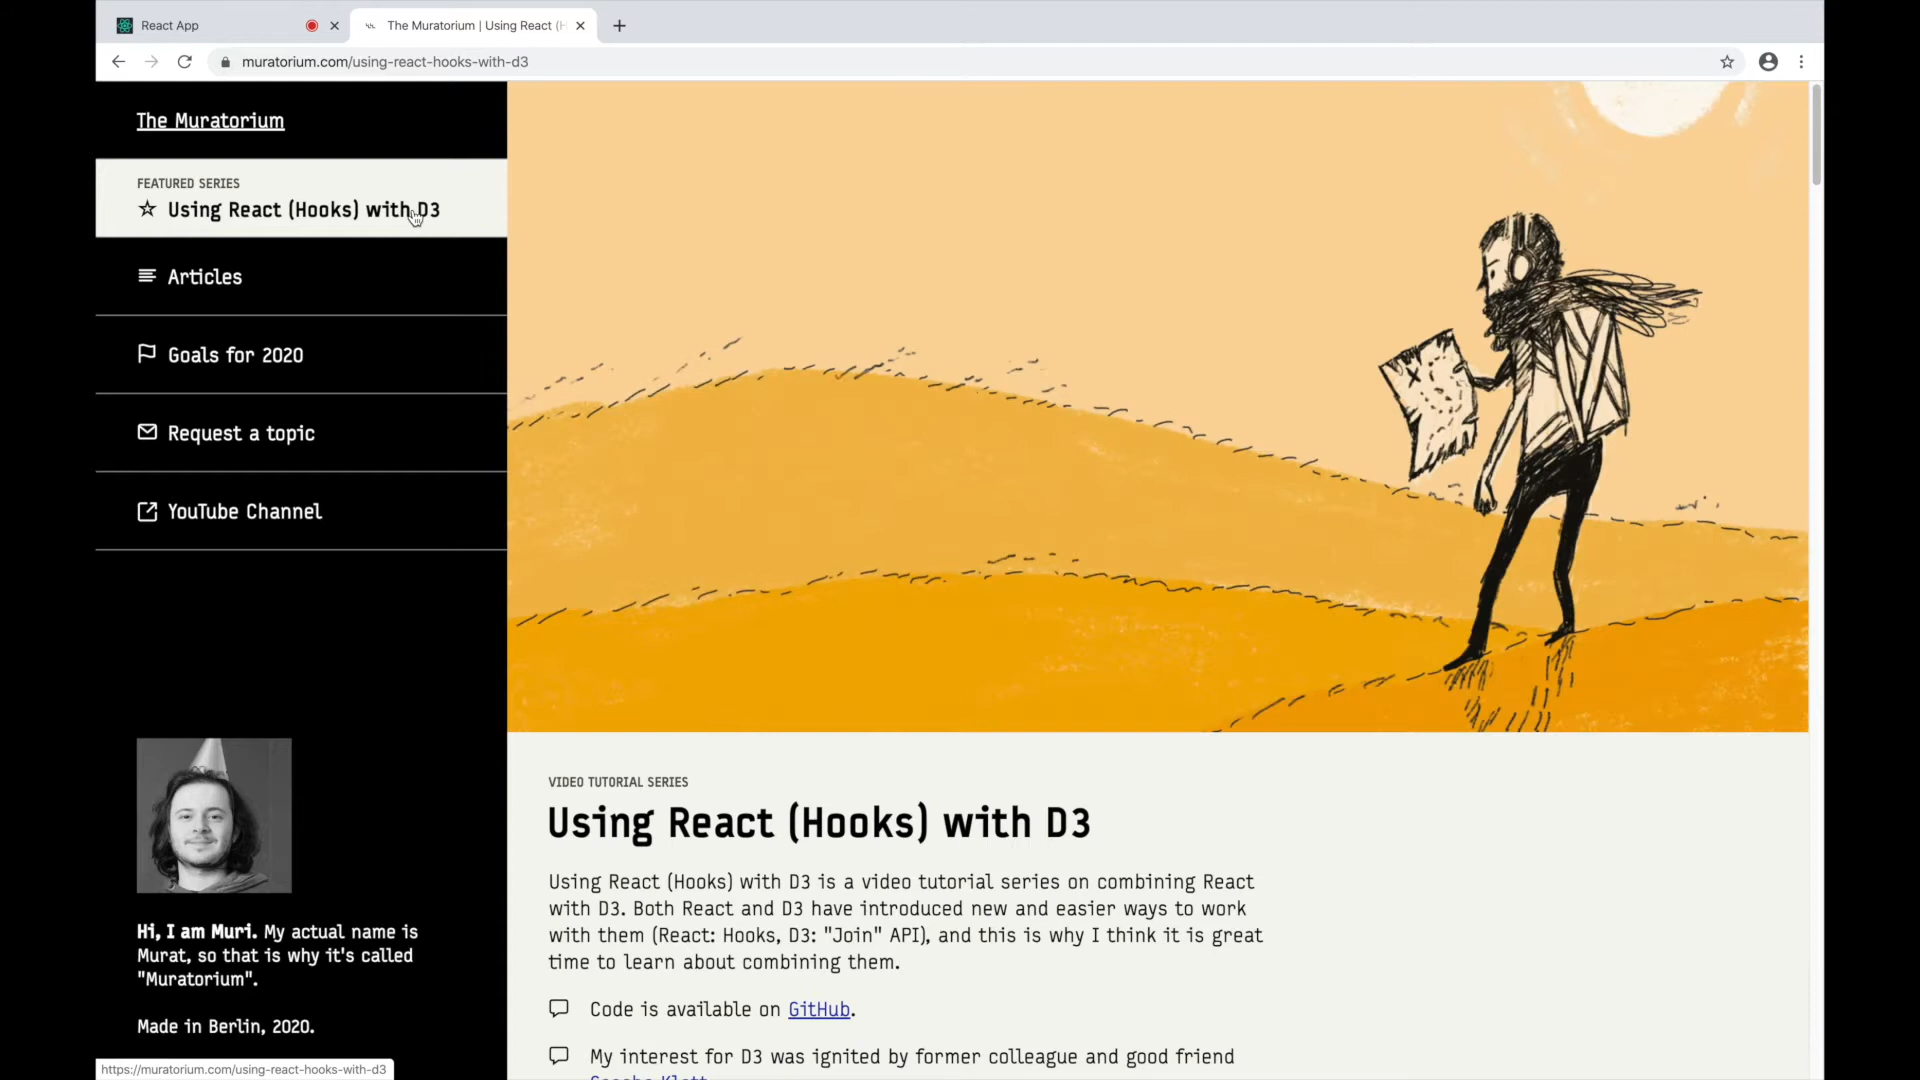 React App
The Muratorium | Using React (H
muratorium.com/using-react-hooks-with-d3
The Muratorium
FEATURED SERIES
Using React (Hooks) with D3
Articles
Goals for 2020
Request a topic
YouTube Channel
Hi, I am Muri. My actual name is
Murat, so that is why it's called
"Muratorium".
Made in Berlin, 2020.
https://muratorium.com/using-react-hooks-with-d3
VIDEO TUTORIAL SERIES
Using React (Hooks) with D3
Using React (Hooks) with D3 is a video tutorial series on combining React
with D3. Both React and D3 have introduced new and easier ways to work
with them (React: Hooks, D3: "Join" API), and this is why I think it is great
time to learn about combining them.
Code is available on GitHub.
My interest for D3 was ignited by former colleague and good friend